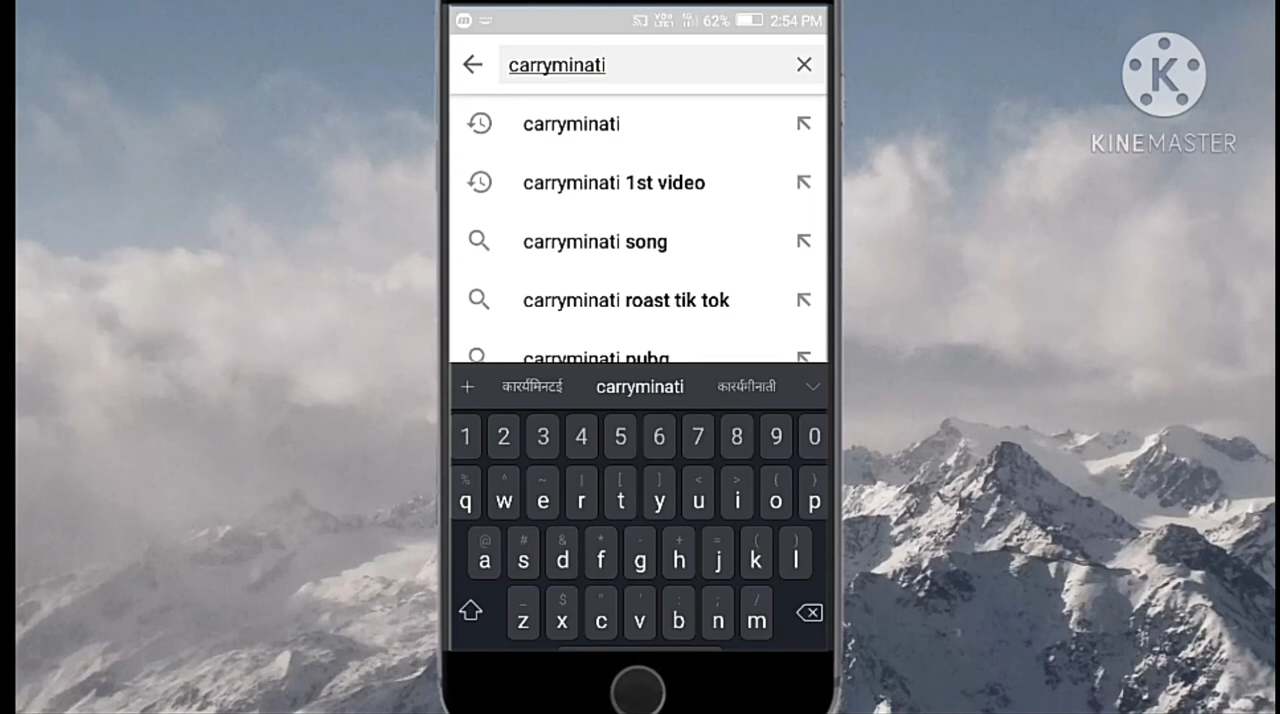 62% 2:54 PM
carryminati
carryminati
carryminati 1st video
carryminati song
carryminati roast tik tok
carryminati pubg
कार्यमिनटई carryminati कार्यमीनाती
1 2 3 4 5 6 7 8 9 0
% ^ ~ | [ ] < > { }
q w e r t y u i o p
@ # & * - + = ( )
a s d f g h j k l
_ $ " ' : ; /
z x c v b n m
K
KINEMASTER